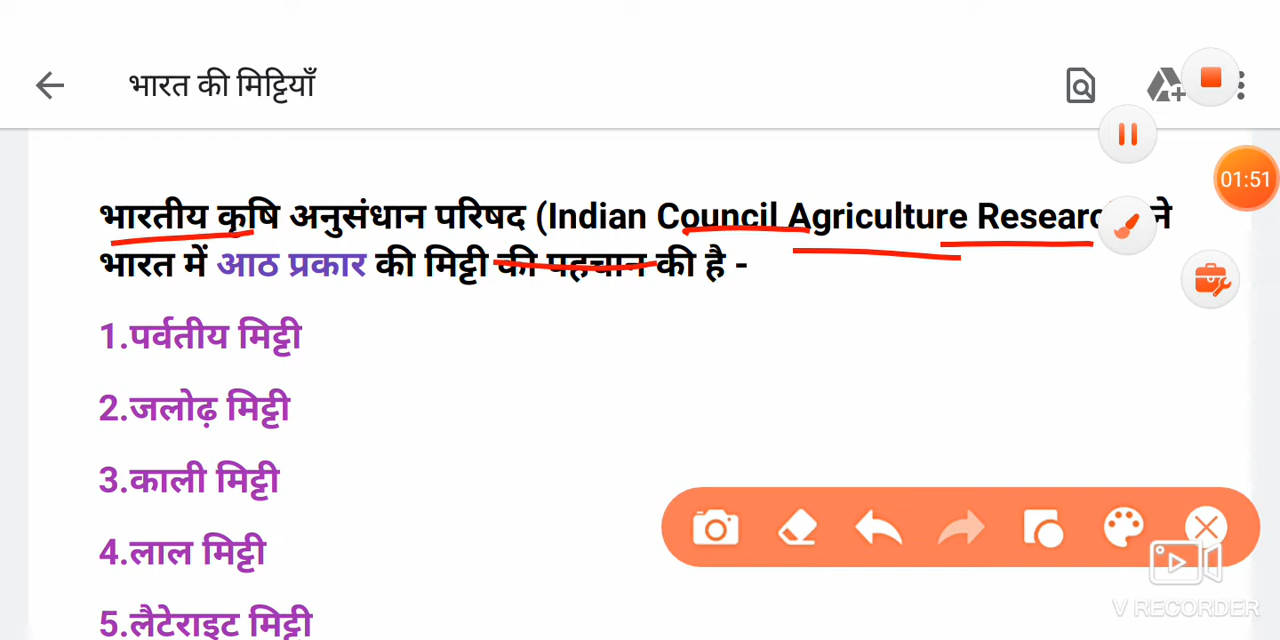 भारत की मिट्टियाँ
01:51
भारतीय कृषि अनुसंधान परिषद (Indian Council Agriculture Research ने
भारत में आठ प्रकार की मिट्टी की पहचान की है -
1.पर्वतीय मिट्टी
2.जलोढ़ मिट्टी
3.काली मिट्टी
4.लाल मिट्टी
5.लैटेराइट मिट्टी
V RECORDER